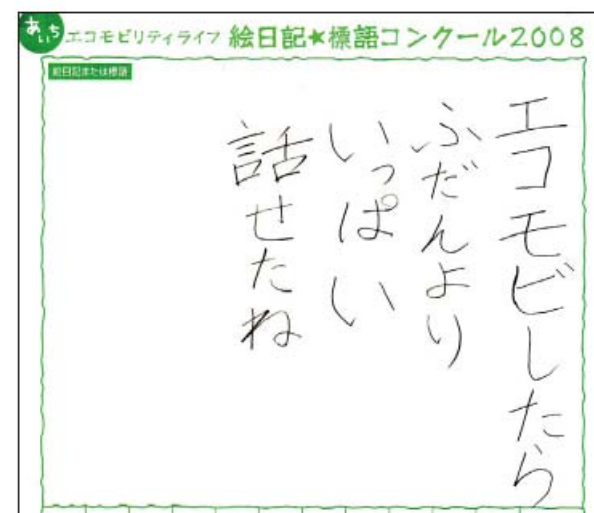 あいち エコモビリティライフ 絵日記★標語コンクール2008
絵日記または標語
エコモビしたら
ふだんより
いっぱい
話せたね